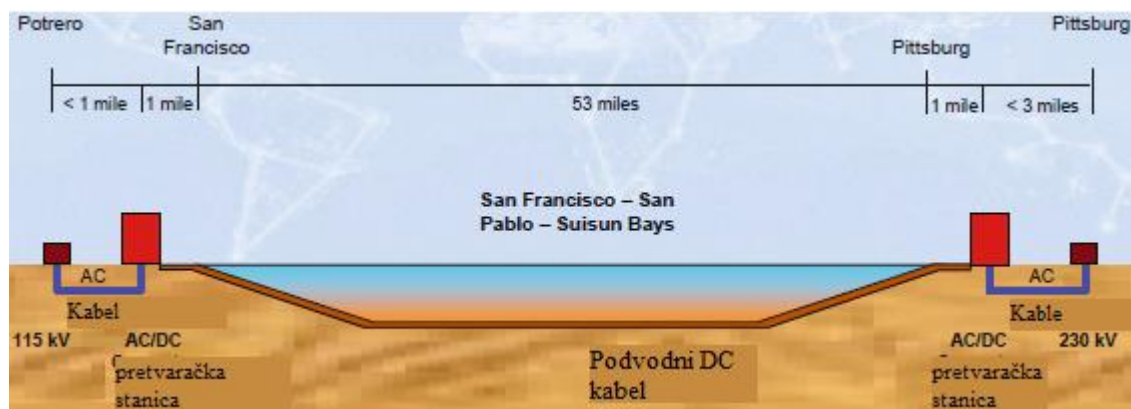 Potrero
San
Francisco
Pittsburg
Pittsburg
< 1 mile
1 mile
53 miles
1 mile
< 3 miles
San Francisco – San
Pablo – Suisun Bays
AC
AC
Kabel
Kable
115 kV
AC/DC
pretvaračka
stanica
Podvodni DC
kabel
AC/DC
pretvaračka
stanica
230 kV